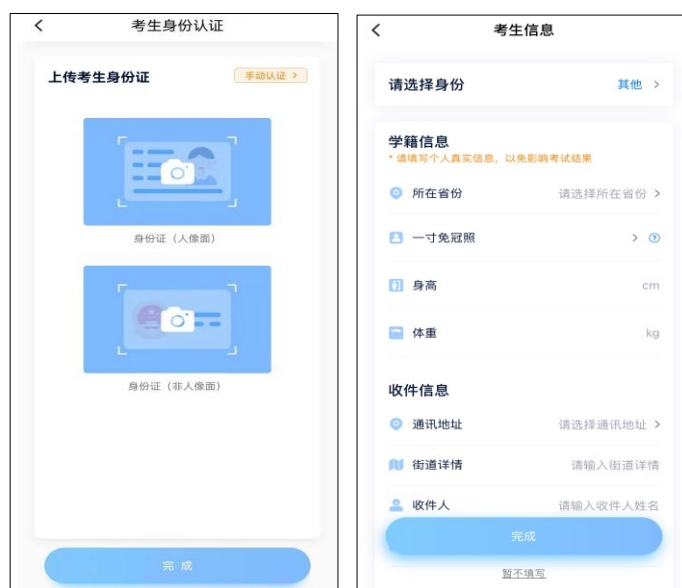 考生身份认证
上传考生身份证
手动认证 >
身份证（人像面）
身份证（非人像面）
完 成
考生信息
请选择身份 其他 >
学籍信息
* 请填写个人真实信息，以免影响考试结果
所在省份 请选择所在省份 >
一寸免冠照 >
身高 cm
体重 kg
收件信息
通讯地址 请选择通讯地址 >
街道详情 请输入街道详情
收件人 请输入收件人姓名
完成
暂不填写